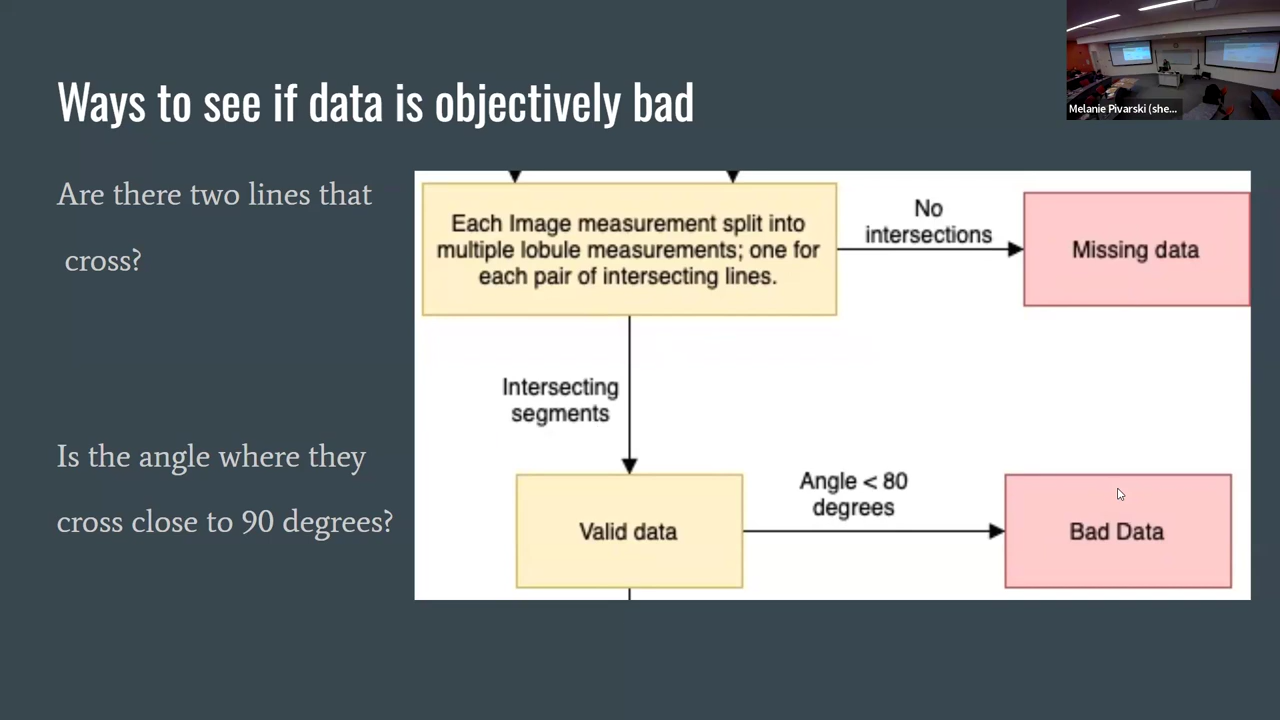 Ways to see if data is objectively bad
Melanie Pivarski (she...
Are there two lines that
cross?
Each Image measurement split into
multiple lobule measurements; one for
each pair of intersecting lines.
No
intersections
Missing data
Intersecting
segments
Is the angle where they
cross close to 90 degrees?
Valid data
Angle < 80
degrees
Bad Data